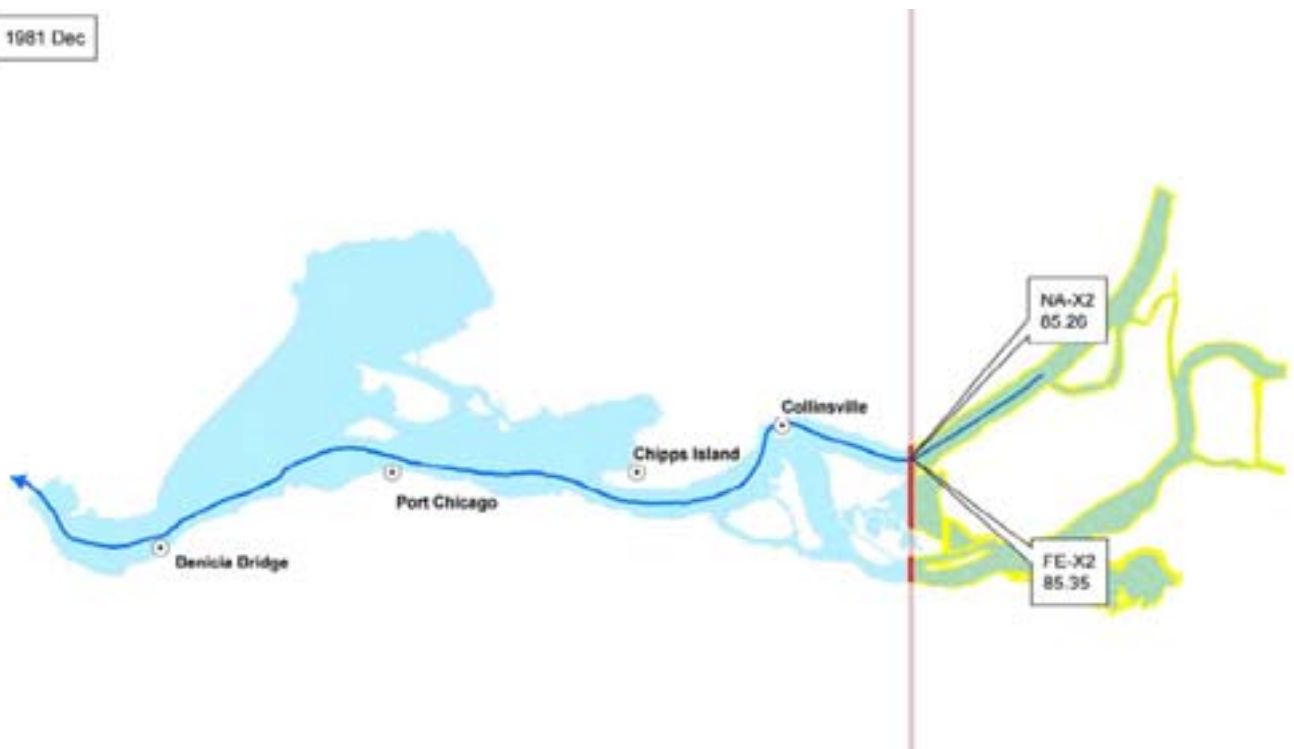 1981 Dec
NA-X2
85.26
Collinsville
Chipps Island
Port Chicago
Benicia Bridge
FE-X2
85.35